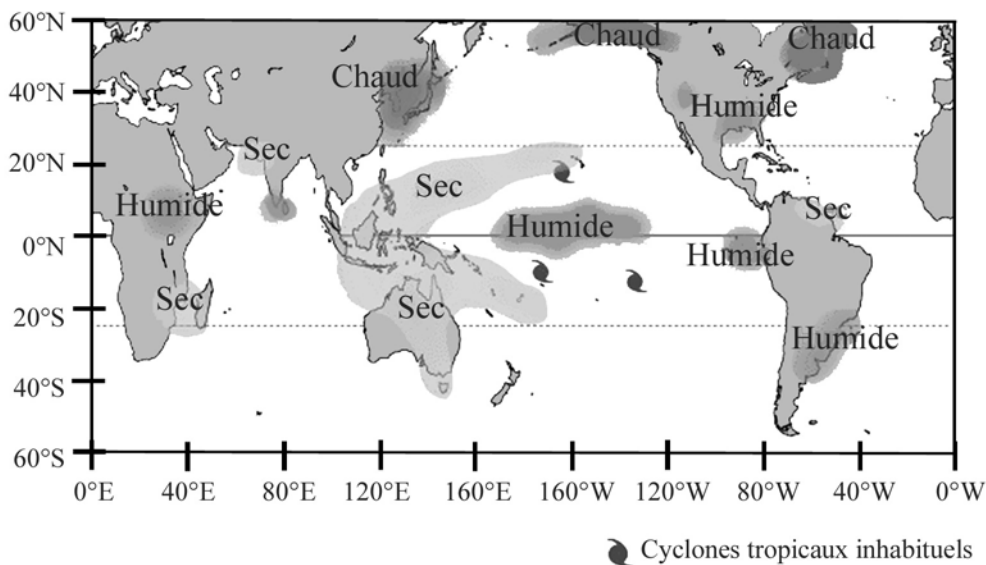 60°N
Chaud
Chaud
Chaud
40°N
Humide
Sec
20°N
Sec
Humide
Humide
Sec
0°N
Humide
Sec
Sec
20°S
Humide
40°S
60°S
0°E 40°E 80°E 120°E 160°E 160°W 120°W 80°W 40°W 0°W
Cyclones tropicaux inhabituels